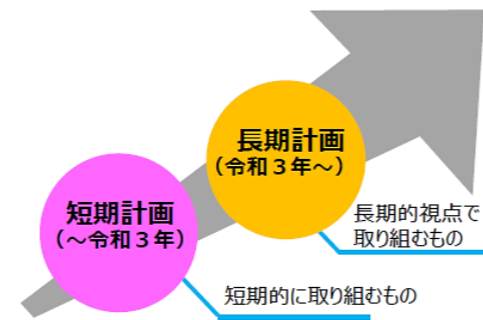 長期計画
（令和３年～）
長期的視点で
取り組むもの
短期計画
（～令和３年）
短期的に取り組むもの